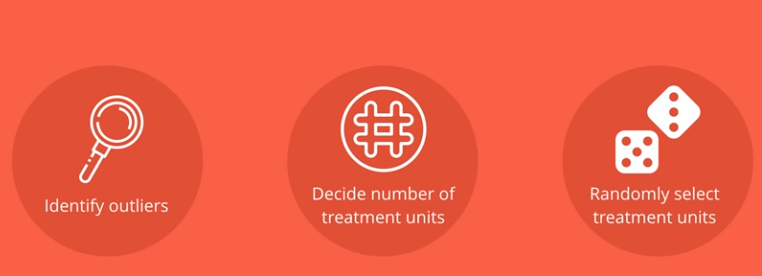 Identify outliers
Decide number of
treatment units
Randomly select
treatment units